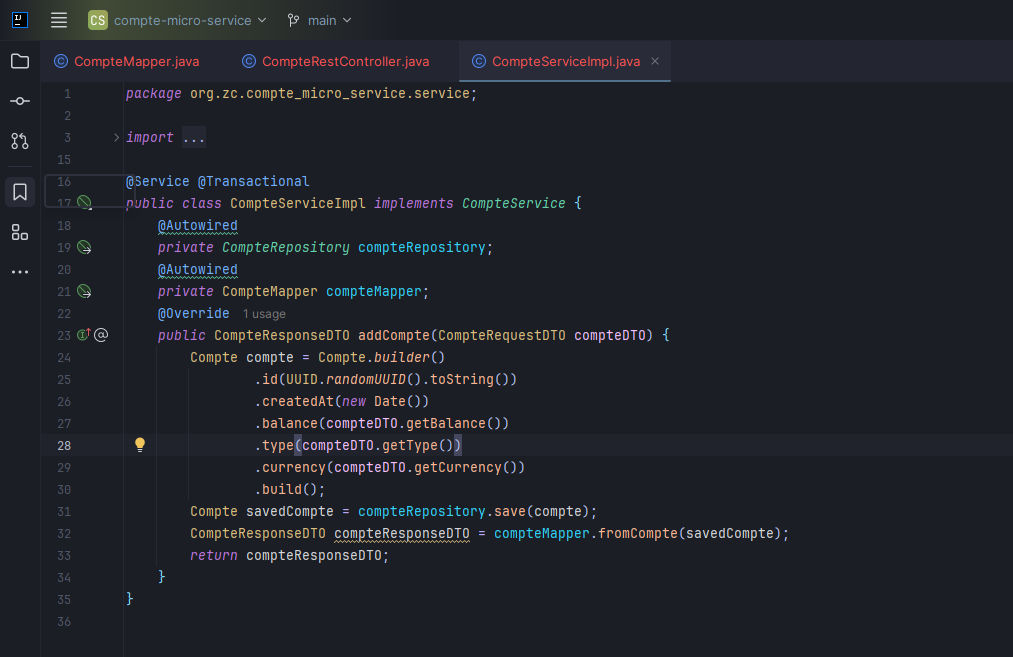 IJ CS compte-micro-service main
CompteMapper.java CompteRestController.java CompteServiceImpl.java
1 package org.zc.compte_micro_service.service;
2
3 import ...
15
16 @Service @Transactional
17 public class CompteServiceImpl implements CompteService {
18 @Autowired
19 private CompteRepository compteRepository;
20 @Autowired
21 private CompteMapper compteMapper;
22 @Override 1 usage
23 public CompteResponseDTO addCompte(CompteRequestDTO compteDTO) {
24 Compte compte = Compte.builder()
25 .id(UUID.randomUUID().toString())
26 .createdAt(new Date())
27 .balance(compteDTO.getBalance())
28 .type(compteDTO.getType())
29 .currency(compteDTO.getCurrency())
30 .build();
31 Compte savedCompte = compteRepository.save(compte);
32 CompteResponseDTO compteResponseDTO = compteMapper.fromCompte(savedCompte);
33 return compteResponseDTO;
34 }
35 }
36